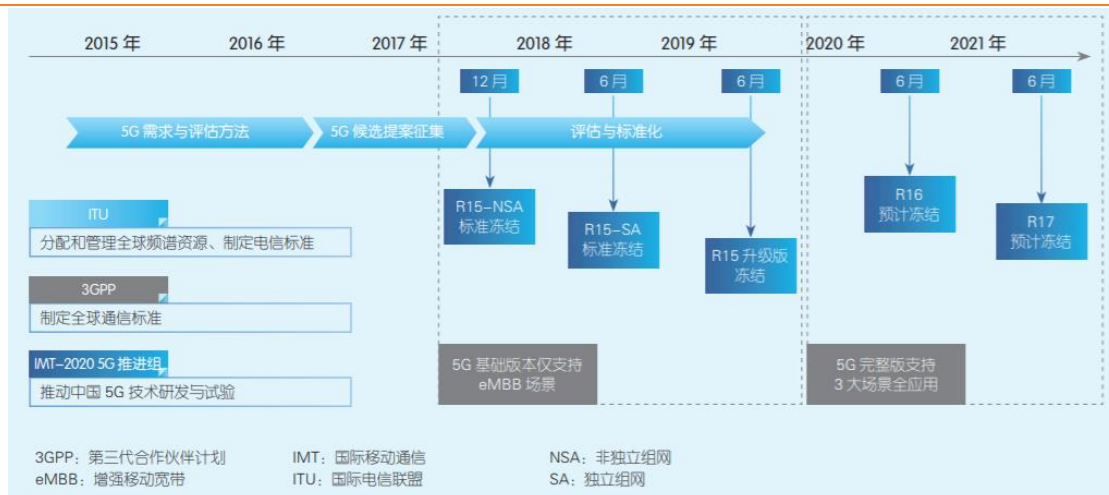 2015 年 2016 年 2017 年 2018 年 2019 年 2020 年 2021 年
12 月 6 月 6 月 6 月 6 月
5G 需求与评估方法 5G 候选提案征集 评估与标准化
R15-NSA
标准冻结
R15-SA
标准冻结
R15 升级版
冻结
R16
预计冻结
R17
预计冻结
ITU
分配和管理全球频谱资源、制定电信标准
3GPP
制定全球通信标准
IMT-2020 5G 推进组
推动中国 5G 技术研发与试验
5G 基础版本仅支持
eMBB 场景
5G 完整版支持
3 大场景全应用
3GPP：第三代合作伙伴计划 IMT：国际移动通信 NSA：非独立组网
eMBB：增强移动宽带 ITU：国际电信联盟 SA：独立组网